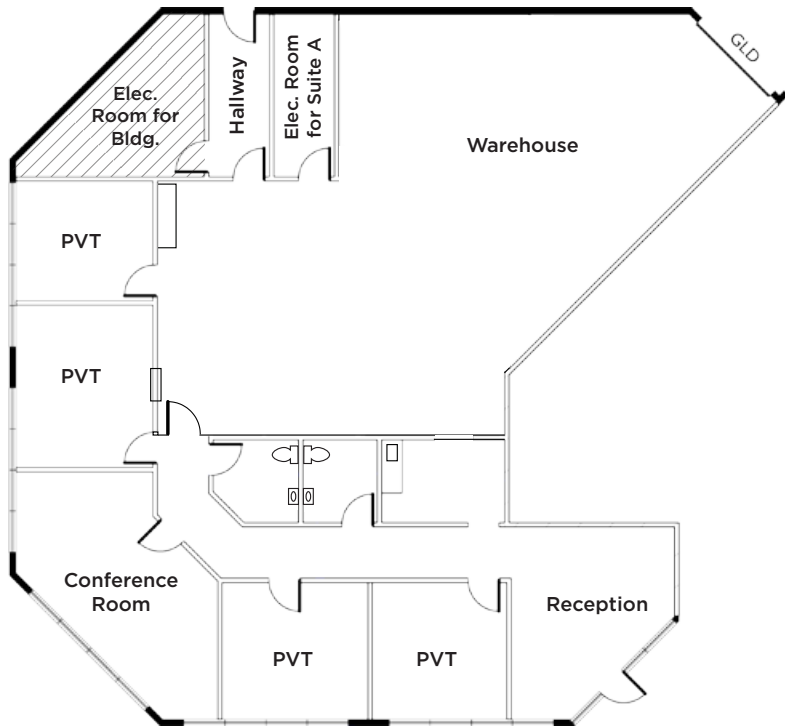 GLD
Elec.
Room for
Bldg.
Hallway
Elec. Room
for Suite A
Warehouse
PVT
PVT
Conference
Room
PVT
PVT
Reception